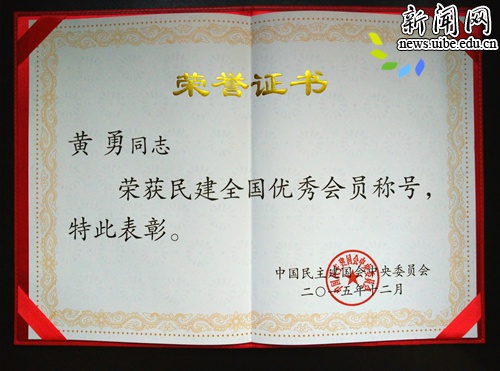 新闻网
news.uibe.edu.cn
荣誉证书
黄勇同志
荣获民建全国优秀会员称号，
特此表彰。
中国民主建国会中央委员会
二〇一五年十二月